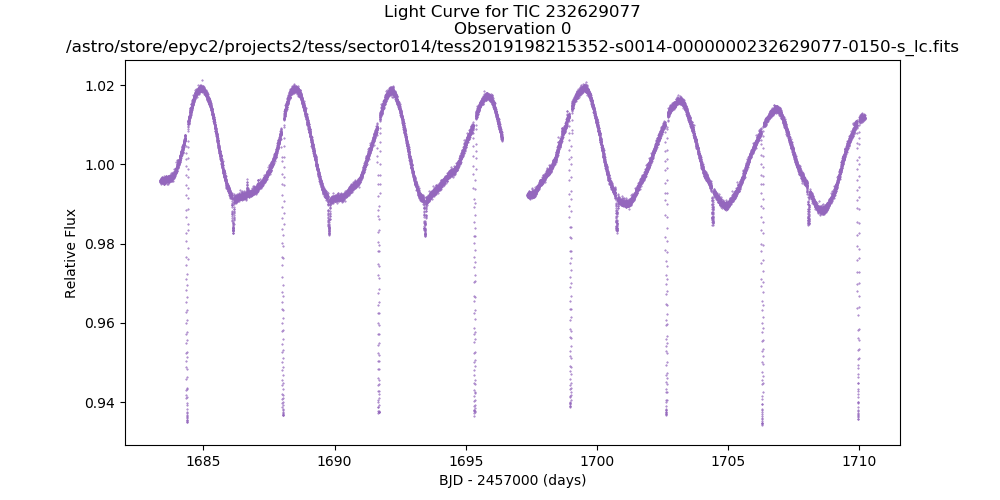 Light Curve for TIC 232629077
Observation 0
/astro/store/epyc2/projects2/tess/sector014/tess2019198215352-s0014-0000000232629077-0150-s_lc.fits
1.02
1.00
0.98
0.96
0.94
Relative Flux
1685
1690
1695
1700
1705
1710
BJD - 2457000 (days)